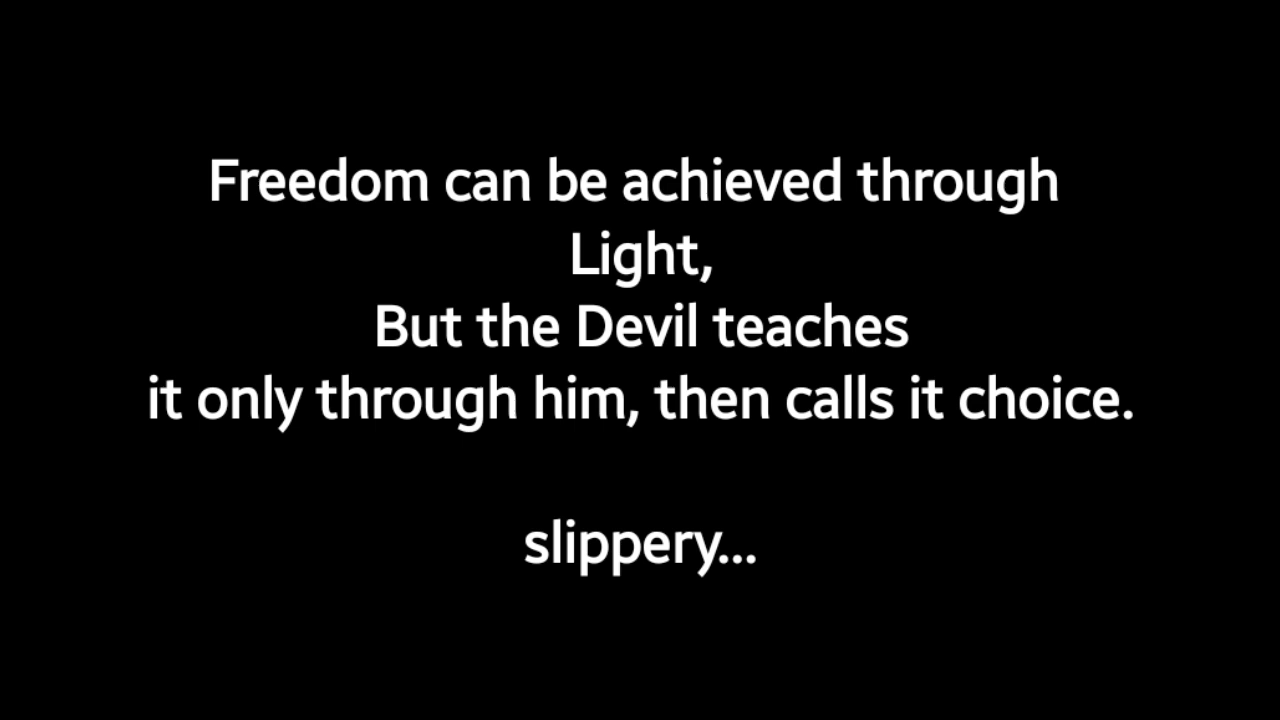 Freedom can be achieved through
Light,
But the Devil teaches
it only through him, then calls it choice.
slippery...